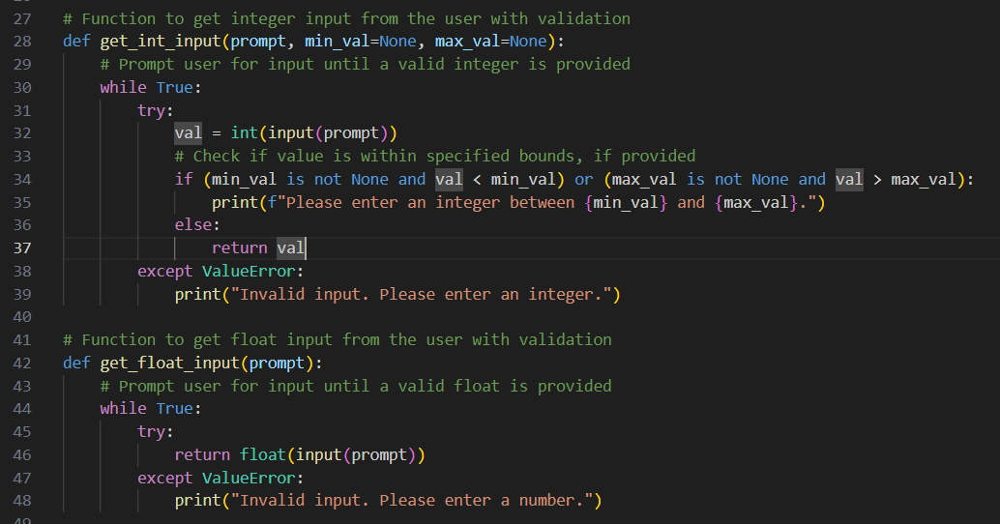 27 # Function to get integer input from the user with validation
28 def get_int_input(prompt, min_val=None, max_val=None):
29     # Prompt user for input until a valid integer is provided
30     while True:
31         try:
32             val = int(input(prompt))
33             # Check if value is within specified bounds, if provided
34             if (min_val is not None and val < min_val) or (max_val is not None and val > max_val):
35                 print(f"Please enter an integer between {min_val} and {max_val}.")
36             else:
37                 return val
38         except ValueError:
39             print("Invalid input. Please enter an integer.")
40
41 # Function to get float input from the user with validation
42 def get_float_input(prompt):
43     # Prompt user for input until a valid float is provided
44     while True:
45         try:
46             return float(input(prompt))
47         except ValueError:
48             print("Invalid input. Please enter a number.")